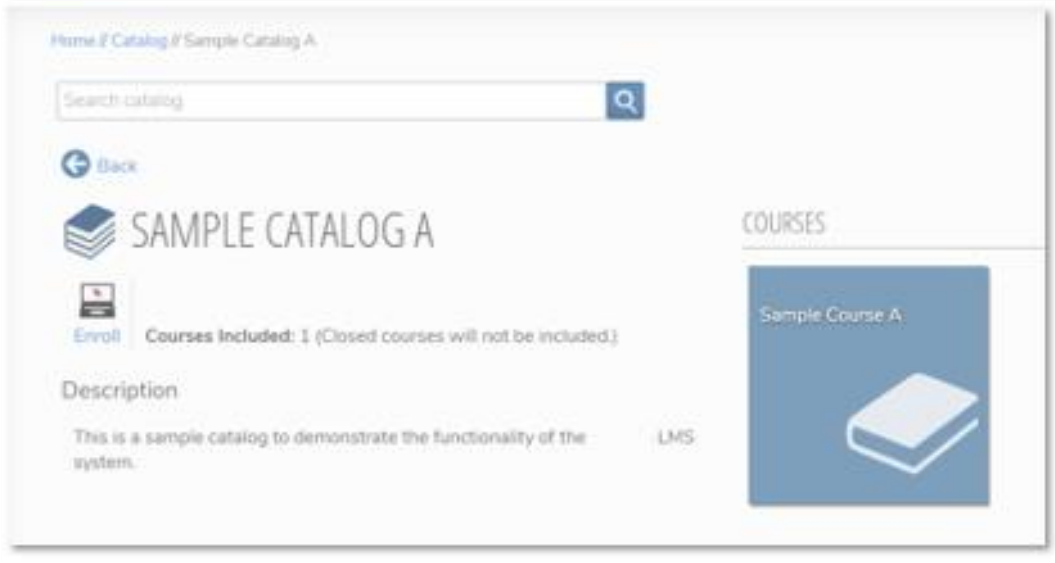 Home // Catalog // Sample Catalog A
Search catalog
Back
SAMPLE CATALOG A
Enroll
Courses Included: 1 (Closed courses will not be included.)
Description
This is a sample catalog to demonstrate the functionality of the LMS
system.
COURSES
Sample Course A